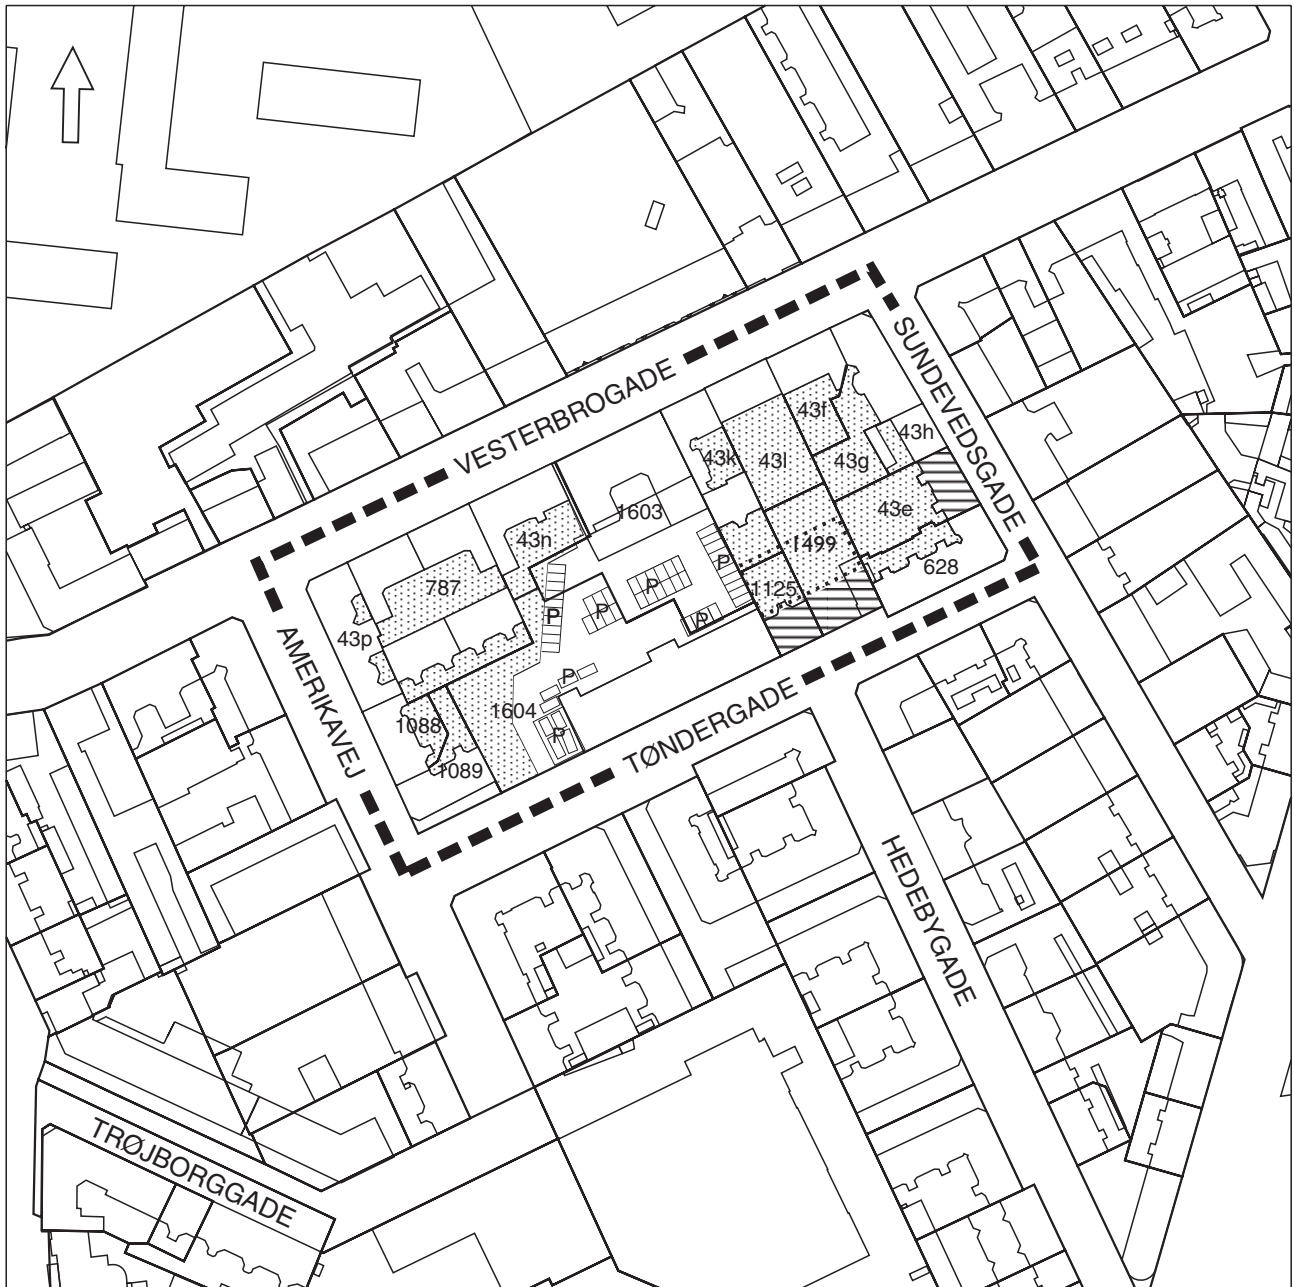 VESTERBROGADE
SUNDEVEDSGADE
43f
43h
43k
43l
43g
1603
43e
43n
1499
P
628
787
P
1125
P
P
P
43p
AMERIKAVEJ
P
1604
1088
P
1089
TØNDERGADE
HEDEBYGADE
TRØJBORGGADE